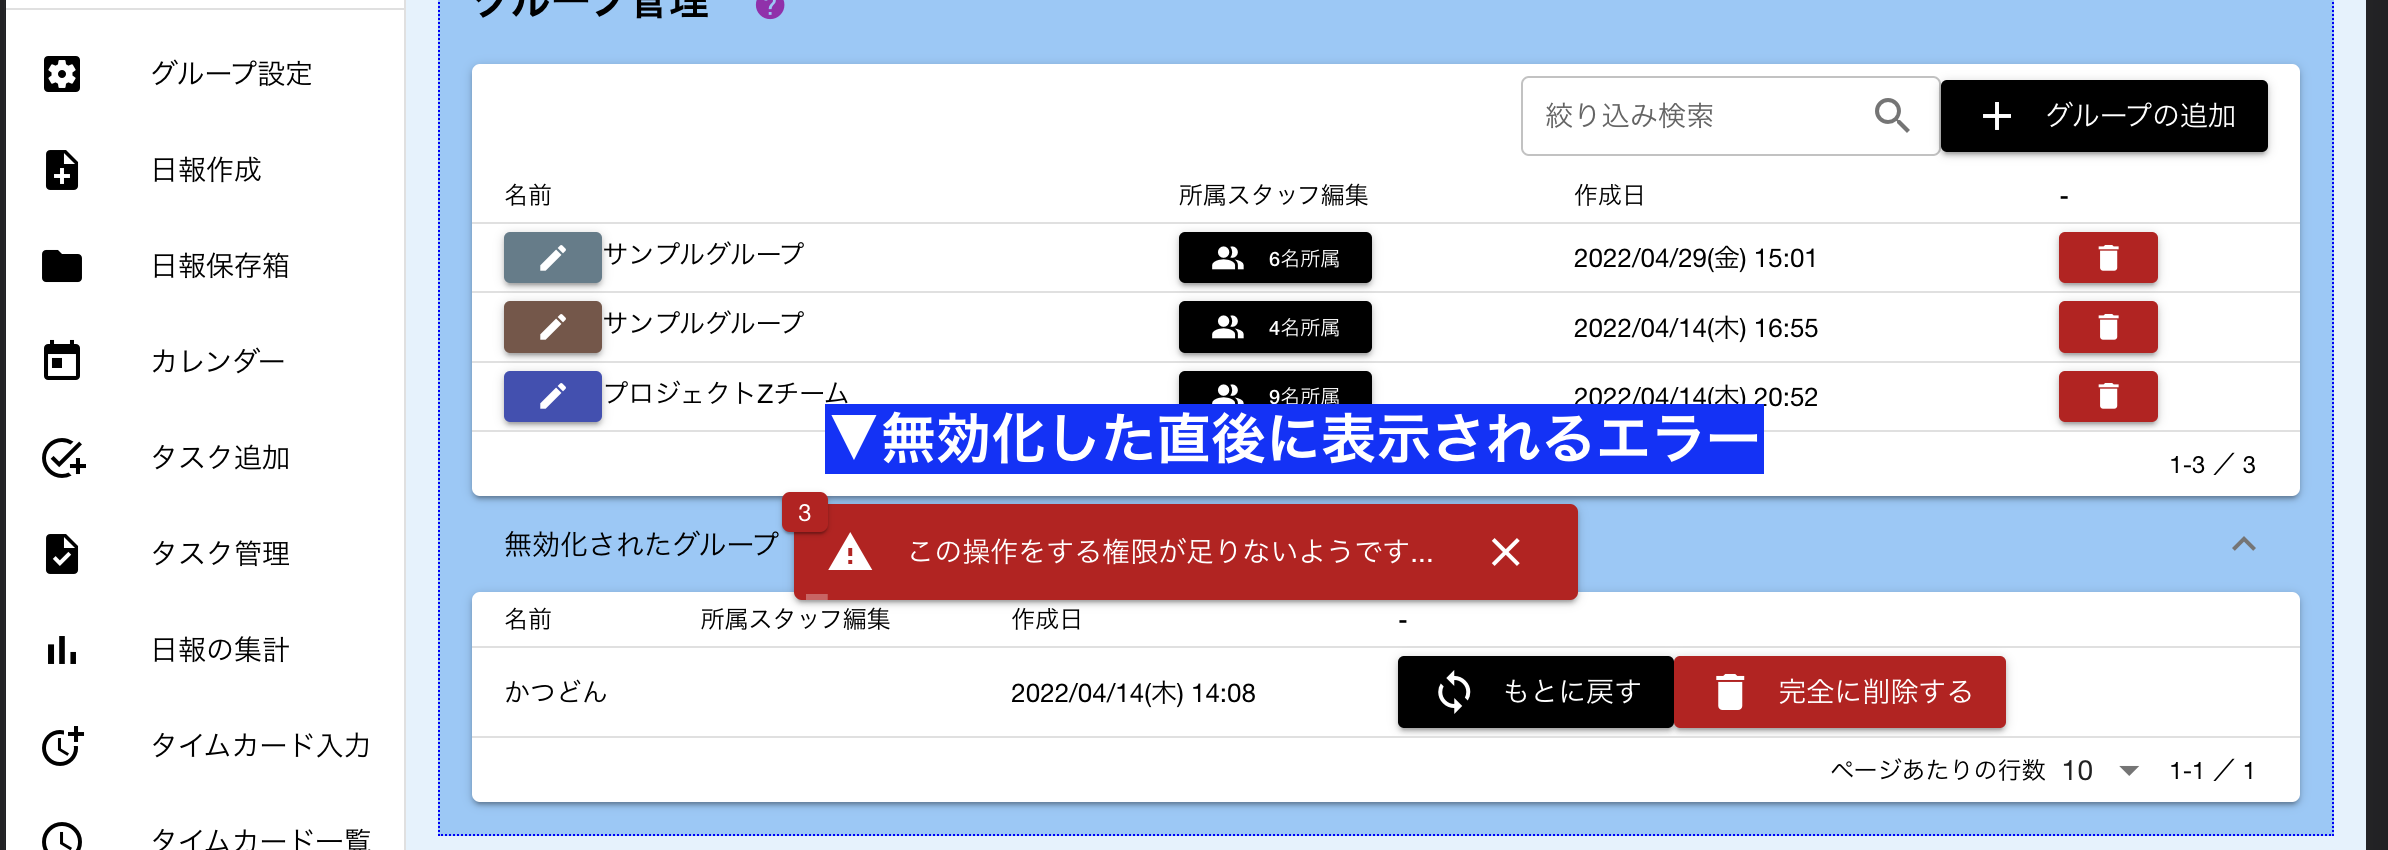 グループ管理
グループ設定
日報作成
日報保存箱
カレンダー
タスク追加
タスク管理
日報の集計
タイムカード入力
タイムカード一覧
絞り込み検索
グループの追加
名前 所属スタッフ編集 作成日 -
サンプルグループ 6名所属 2022/04/29(金) 15:01
サンプルグループ 4名所属 2022/04/14(木) 16:55
プロジェクトZチーム 9名所属 2022/04/14(木) 20:52
▼無効化した直後に表示されるエラー
1-3 ／ 3
3
無効化されたグループ
この操作をする権限が足りないようです...
名前 所属スタッフ編集 作成日 -
かつどん 2022/04/14(木) 14:08 もとに戻す 完全に削除する
ページあたりの行数 10 1-1 ／ 1